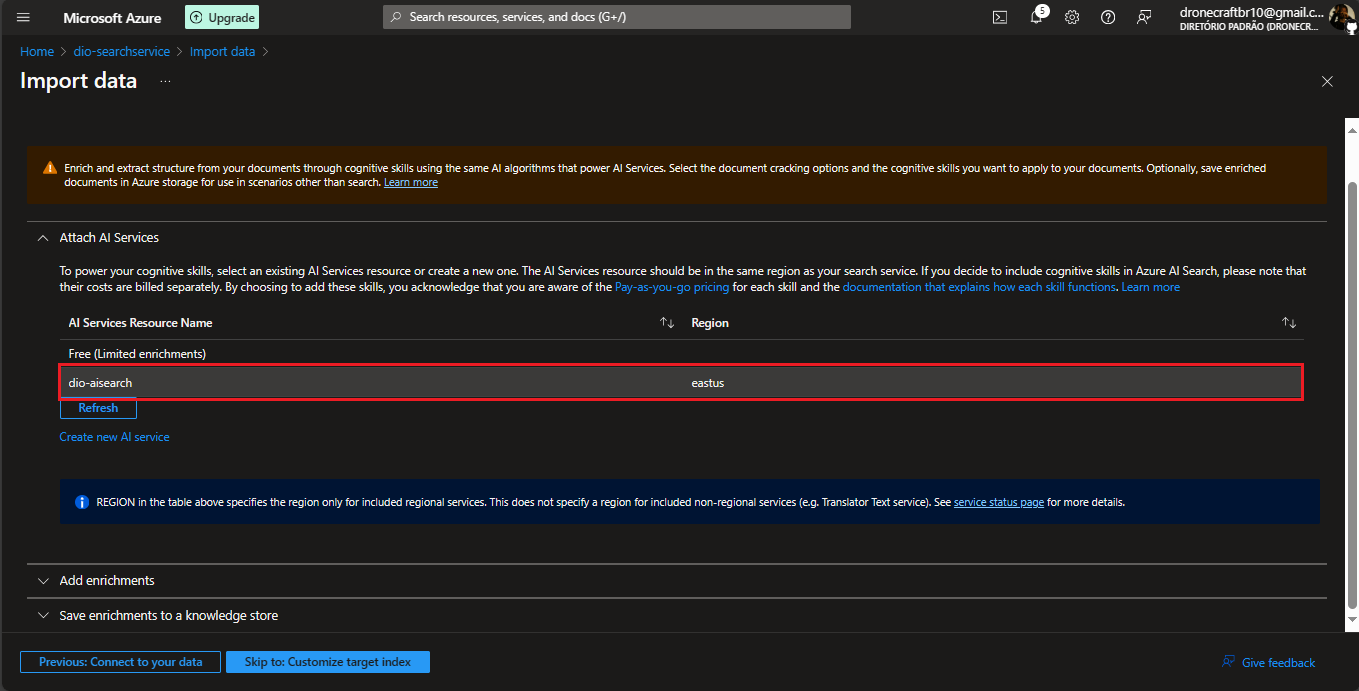 Microsoft Azure
Upgrade
Search resources, services, and docs (G+/)
5
dronecraftbr10@gmail.c...
DIRETÓRIO PADRÃO (DRONECR...
Home > dio-searchservice > Import data >
Import data ...
Enrich and extract structure from your documents through cognitive skills using the same AI algorithms that power AI Services. Select the document cracking options and the cognitive skills you want to apply to your documents. Optionally, save enriched
documents in Azure storage for use in scenarios other than search. Learn more
Attach AI Services
To power your cognitive skills, select an existing AI Services resource or create a new one. The AI Services resource should be in the same region as your search service. If you decide to include cognitive skills in Azure AI Search, please note that
their costs are billed separately. By choosing to add these skills, you acknowledge that you are aware of the Pay-as-you-go pricing for each skill and the documentation that explains how each skill functions. Learn more
AI Services Resource Name Region
Free (Limited enrichments)
dio-aisearch eastus
Refresh
Create new AI service
REGION in the table above specifies the region only for included regional services. This does not specify a region for included non-regional services (e.g. Translator Text service). See service status page for more details.
Add enrichments
Save enrichments to a knowledge store
Previous: Connect to your data
Skip to: Customize target index
Give feedback